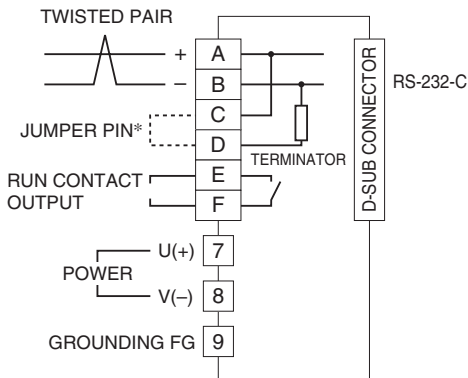 TWISTED PAIR
+ A
– B
C
JUMPER PIN*
D
TERMINATOR
RUN CONTACT OUTPUT
E
F
D-SUB CONNECTOR
RS-232-C
U(+) 7
POWER
V(–) 8
GROUNDING FG 9